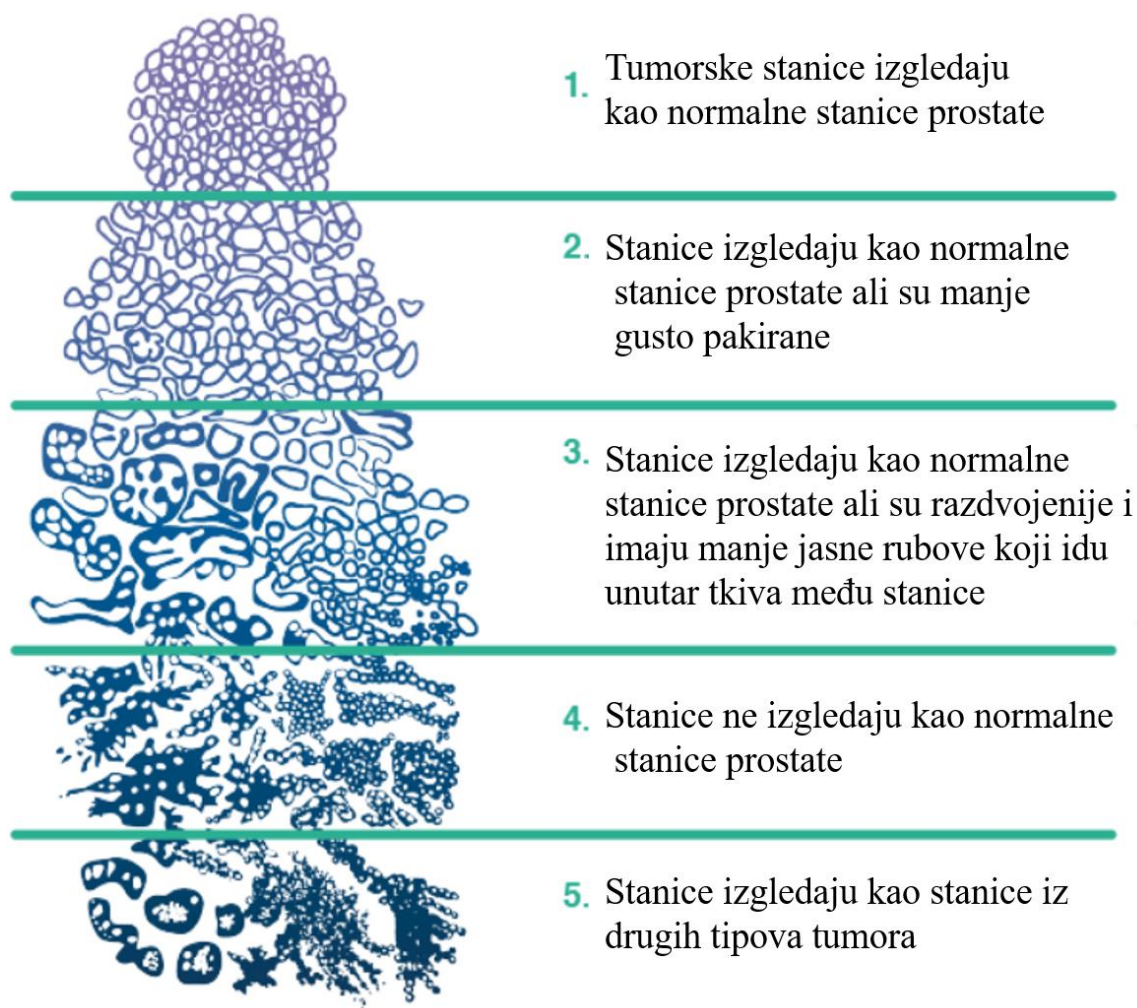 1. Tumorske stanice izgledaju
kao normalne stanice prostate
2. Stanice izgledaju kao normalne
stanice prostate ali su manje
gusto pakirane
3. Stanice izgledaju kao normalne
stanice prostate ali su razdvojenije i
imaju manje jasne rubove koji idu
unutar tkiva među stanice
4. Stanice ne izgledaju kao normalne
stanice prostate
5. Stanice izgledaju kao stanice iz
drugih tipova tumora